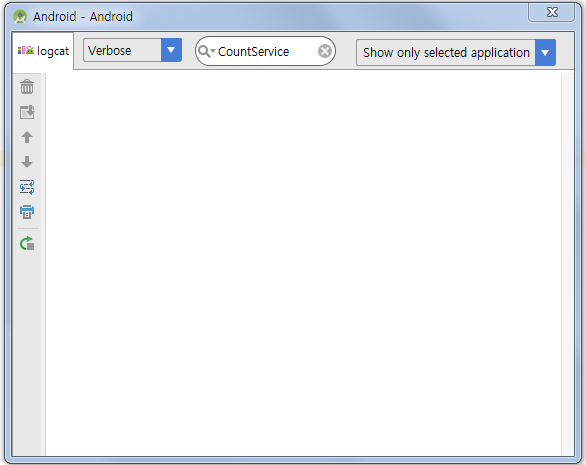 Android - Android
logcat
Verbose
CountService
Show only selected application